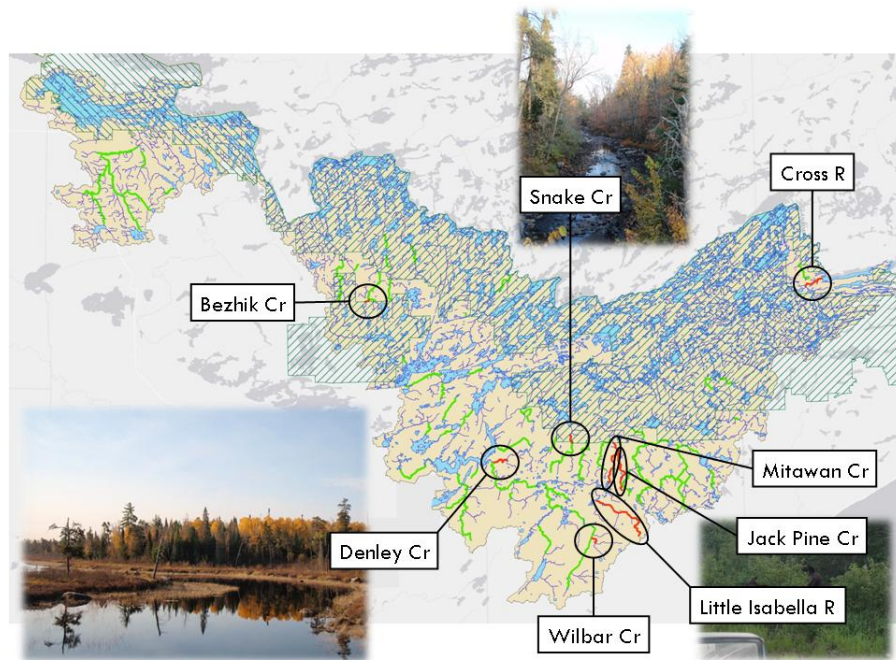 Snake Cr
Cross R
Bezhik Cr
Mitawan Cr
Jack Pine Cr
Denley Cr
Little Isabella R
Wilbar Cr